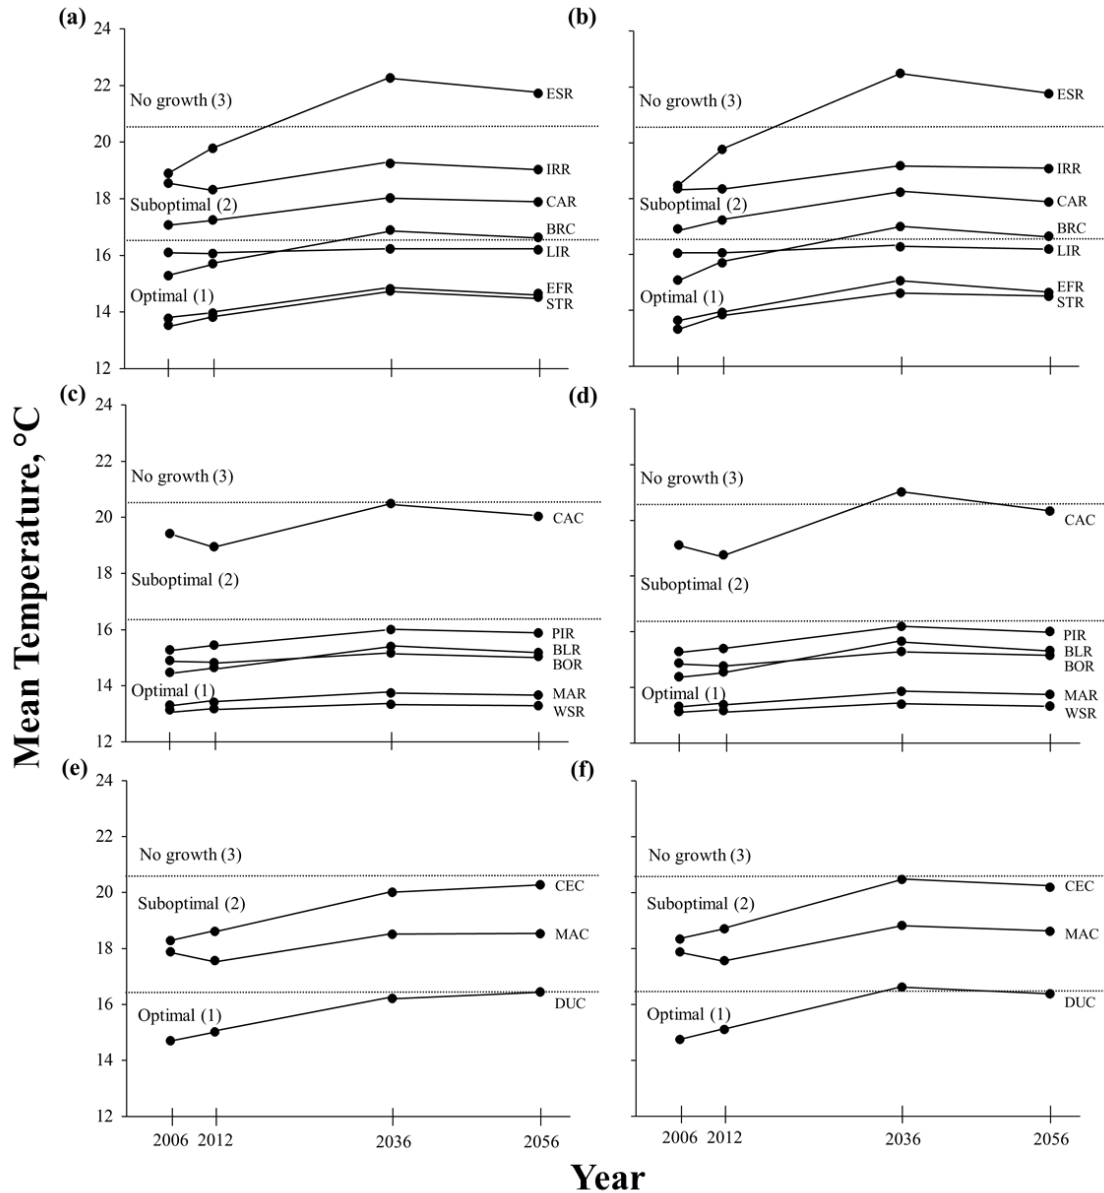 (a)
24
22
20
18
16
14
12
No growth (3)
Suboptimal (2)
Optimal (1)
ESR
IRR
CAR
BRC
LIR
EFR
STR
(b)
No growth (3)
Suboptimal (2)
Optimal (1)
ESR
IRR
CAR
BRC
LIR
EFR
STR
(c)
24
22
20
18
16
14
12
No growth (3)
Suboptimal (2)
Optimal (1)
CAC
PIR
BLR
BOR
MAR
WSR
(d)
No growth (3)
Suboptimal (2)
Optimal (1)
CAC
PIR
BLR
BOR
MAR
WSR
(e)
24
22
20
18
16
14
12
No growth (3)
Suboptimal (2)
Optimal (1)
CEC
MAC
DUC
2006 2012 2036 2056
(f)
No growth (3)
Suboptimal (2)
Optimal (1)
CEC
MAC
DUC
2006 2012 2036 2056
Mean Temperature, °C
Year